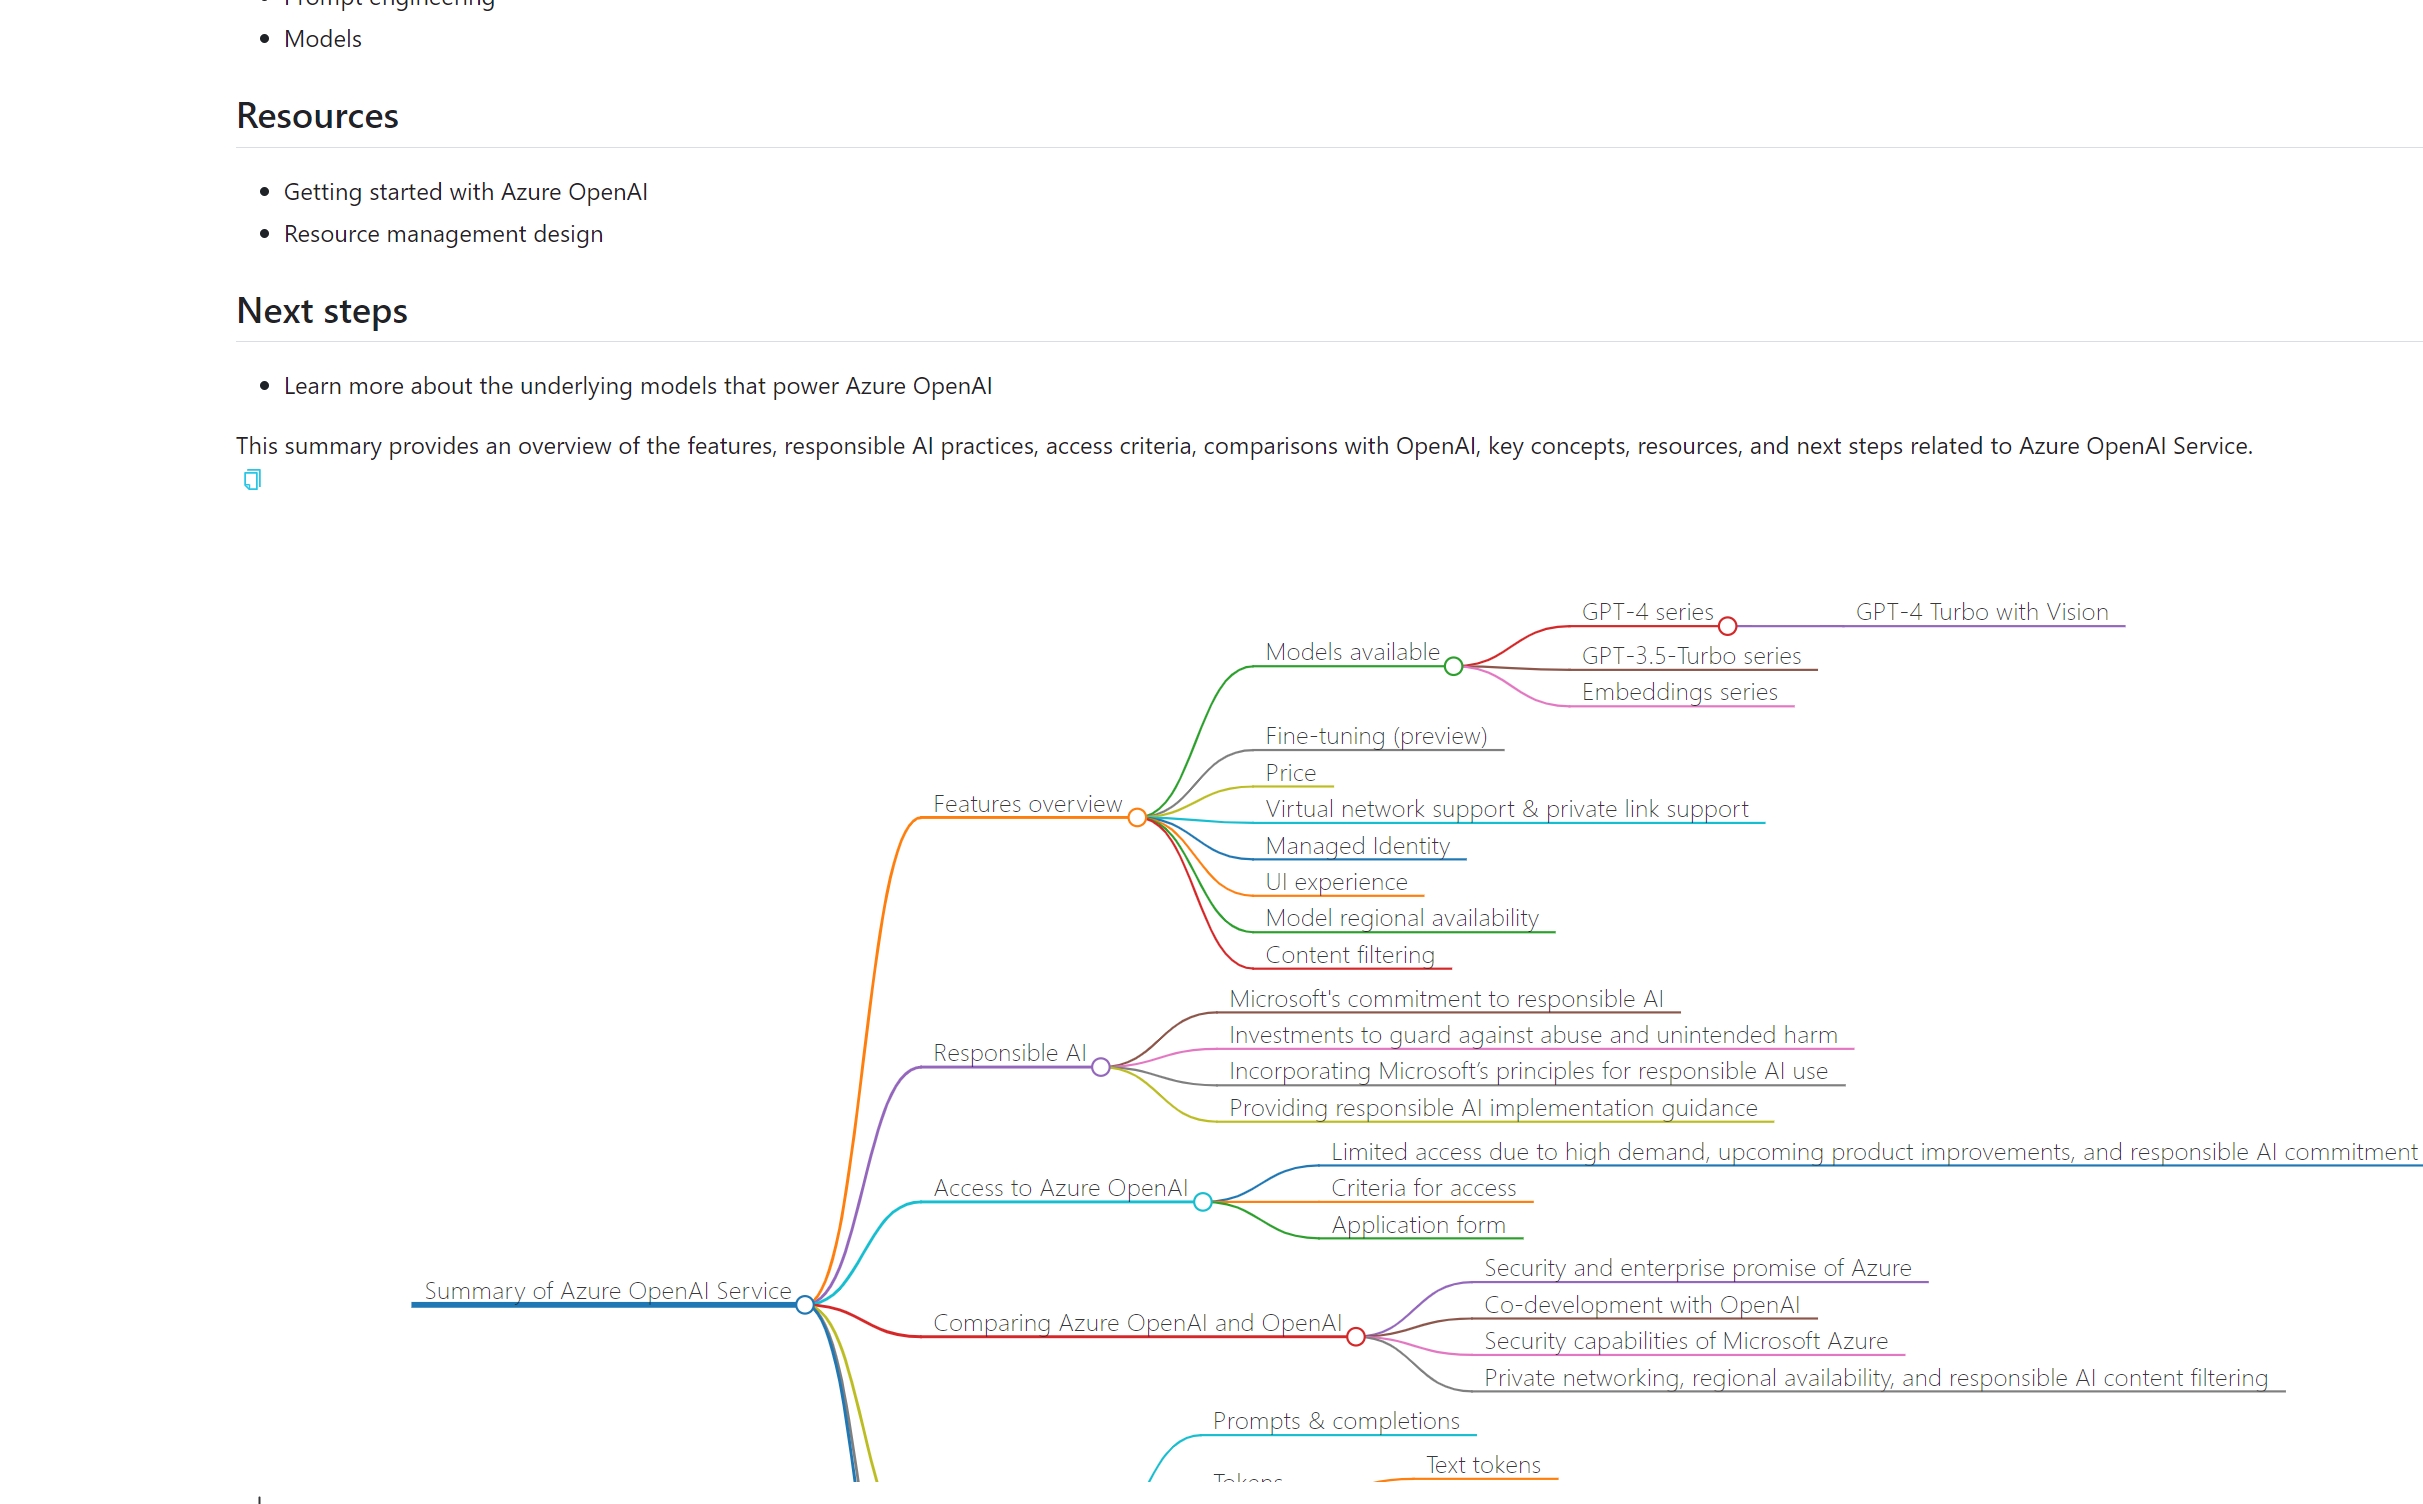 Prompt engineering
Models
Resources
Getting started with Azure OpenAI
Resource management design
Next steps
Learn more about the underlying models that power Azure OpenAI
This summary provides an overview of the features, responsible AI practices, access criteria, comparisons with OpenAI, key concepts, resources, and next steps related to Azure OpenAI Service.
GPT-4 series
GPT-4 Turbo with Vision
Models available
GPT-3.5-Turbo series
Embeddings series
Fine-tuning (preview)
Price
Features overview
Virtual network support & private link support
Managed Identity
UI experience
Model regional availability
Content filtering
Microsoft's commitment to responsible AI
Investments to guard against abuse and unintended harm
Responsible AI
Incorporating Microsoft’s principles for responsible AI use
Providing responsible AI implementation guidance
Limited access due to high demand, upcoming product improvements, and responsible AI commitment
Access to Azure OpenAI
Criteria for access
Application form
Security and enterprise promise of Azure
Summary of Azure OpenAI Service
Co-development with OpenAI
Comparing Azure OpenAI and OpenAI
Security capabilities of Microsoft Azure
Private networking, regional availability, and responsible AI content filtering
Prompts & completions
Text tokens
Tokens